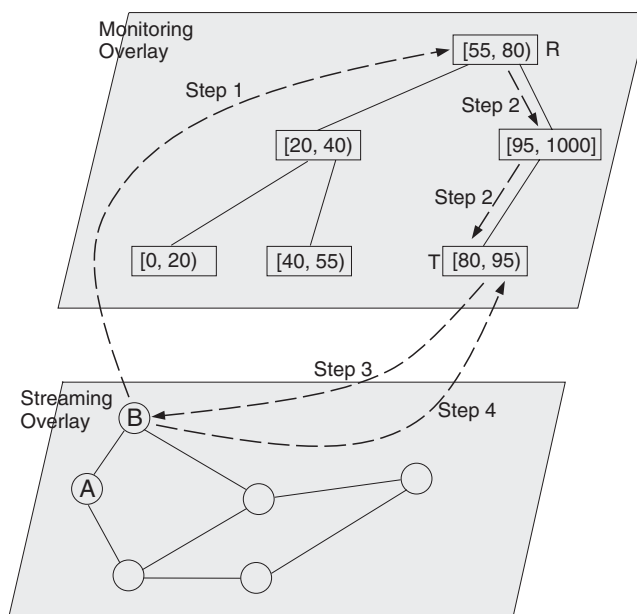 Monitoring
Overlay
[55, 80) R
Step 1
Step 2
[20, 40)
[95, 1000]
Step 2
[0, 20)
[40, 55)
T [80, 95)
Step 3
Streaming
Overlay
B
Step 4
A